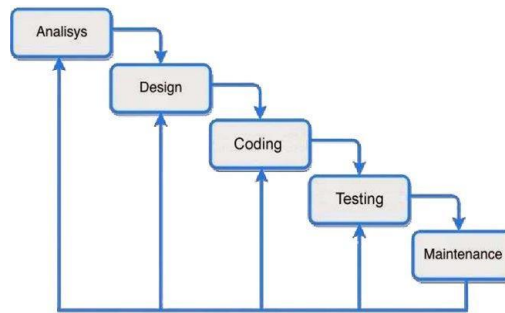 Analisys
Design
Coding
Testing
Maintenance